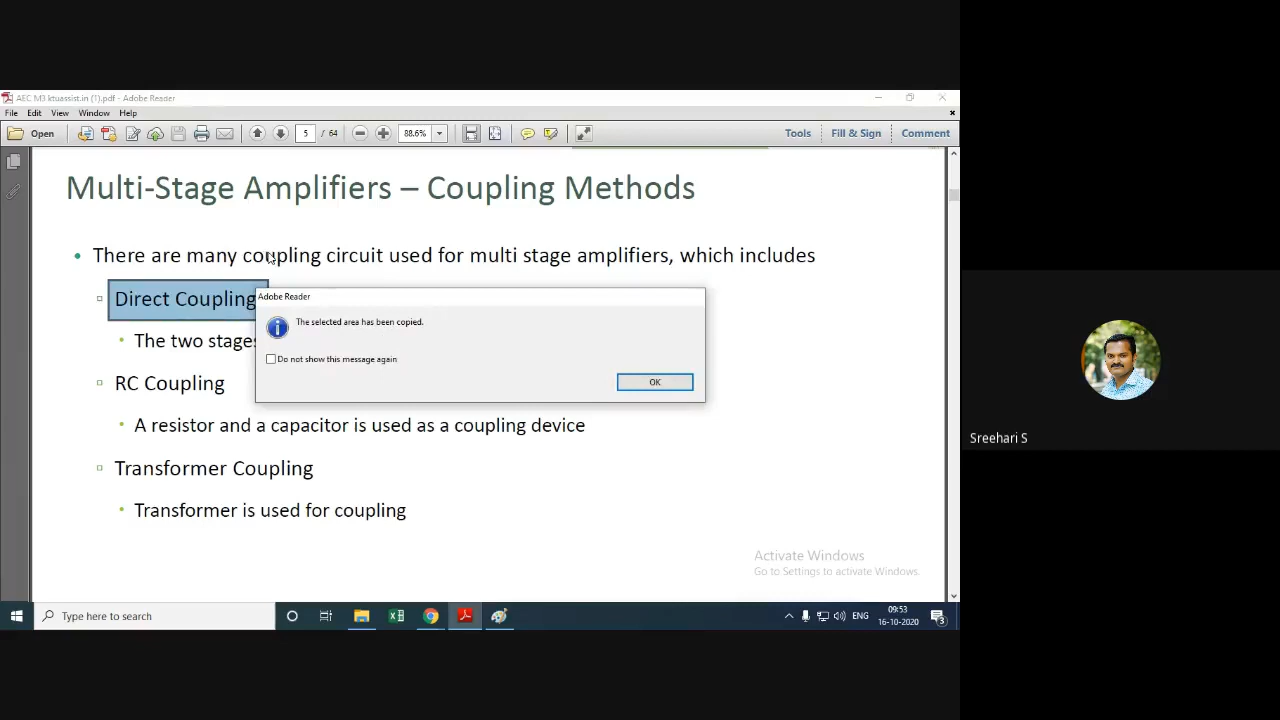 AEC M3 ktuassist.in (1).pdf - Adobe Reader
File Edit View Window Help
Open 5 / 64 88.6% Tools Fill & Sign Comment
Multi-Stage Amplifiers – Coupling Methods
There are many coupling circuit used for multi stage amplifiers, which includes
Direct Coupling
Adobe Reader
The selected area has been copied.
The two stages
Do not show this message again
RC Coupling
OK
A resistor and a capacitor is used as a coupling device
Transformer Coupling
Sreehari S
Transformer is used for coupling
Activate Windows
Go to Settings to activate Windows.
Type here to search
ENG
09:53
16-10-2020
3